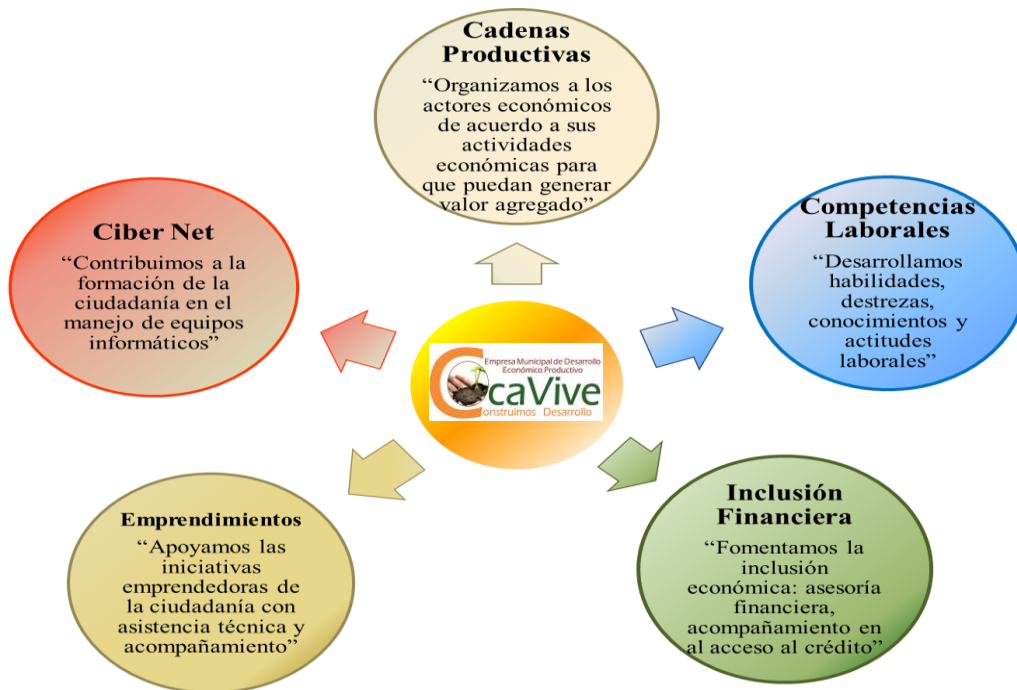 Cadenas
Productivas
“Organizamos a los
actores económicos
de acuerdo a sus
actividades
económicas para
que puedan generar
valor agregado”
Competencias
Laborales
“Desarrollamos
habilidades,
destrezas,
conocimientos y
actitudes
laborales”
Inclusión
Financiera
“Fomentamos la
inclusión
económica: asesoría
financiera,
acompañamiento en
al acceso al crédito”
Emprendimientos
“Apoyamos las
iniciativas
emprendedoras de
la ciudadanía con
asistencia técnica y
acompañamiento”
Ciber Net
“Contribuimos a la
formación de la
ciudadanía en el
manejo de equipos
informáticos”
Empresa Municipal de Desarrollo
Económico Productivo
OcaVive
Construimos Desarrollo